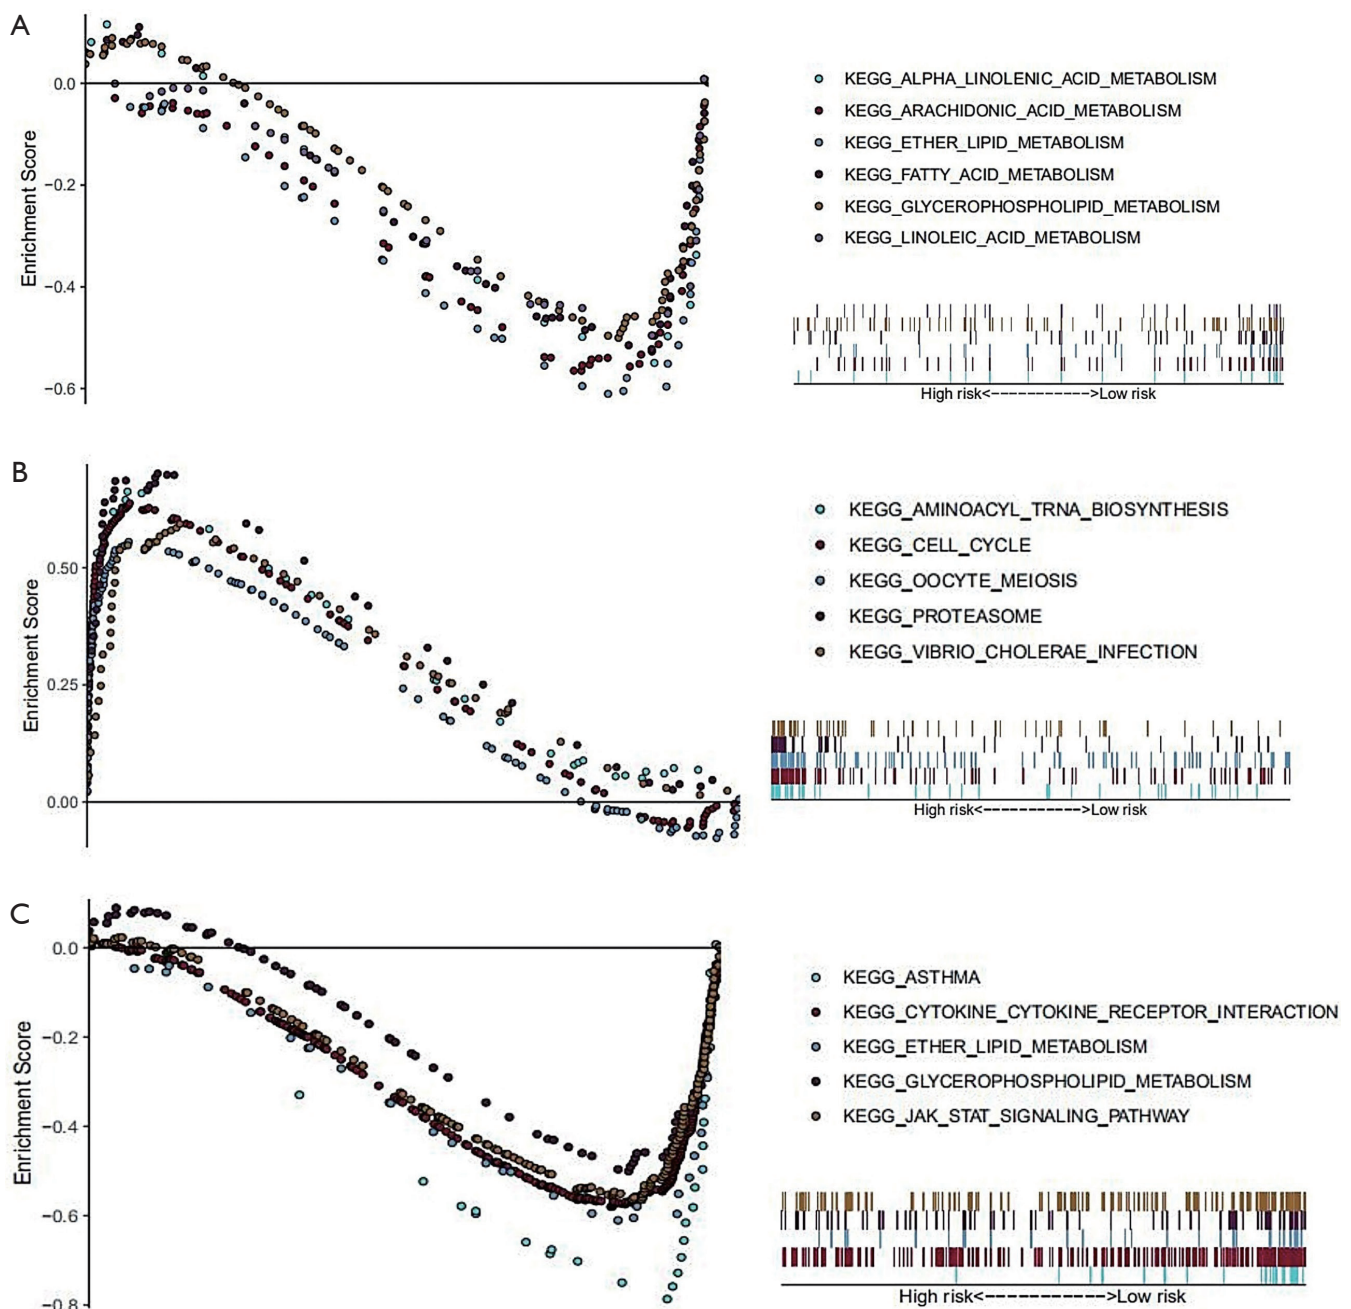 A
0.0
−0.2
−0.4
−0.6
Enrichment Score
KEGG_ALPHA_LINOLENIC_ACID_METABOLISM
KEGG_ARACHIDONIC_ACID_METABOLISM
KEGG_ETHER_LIPID_METABOLISM
KEGG_FATTY_ACID_METABOLISM
KEGG_GLYCEROPHOSPHOLIPID_METABOLISM
KEGG_LINOLEIC_ACID_METABOLISM
High risk<----------->Low risk
B
0.50
0.25
0.00
Enrichment Score
KEGG_AMINOACYL_TRNA_BIOSYNTHESIS
KEGG_CELL_CYCLE
KEGG_OOCYTE_MEIOSIS
KEGG_PROTEASOME
KEGG_VIBRIO_CHOLERAE_INFECTION
High risk<----------->Low risk
C
0.0
−0.2
−0.4
−0.6
−0.8
Enrichment Score
KEGG_ASTHMA
KEGG_CYTOKINE_CYTOKINE_RECEPTOR_INTERACTION
KEGG_ETHER_LIPID_METABOLISM
KEGG_GLYCEROPHOSPHOLIPID_METABOLISM
KEGG_JAK_STAT_SIGNALING_PATHWAY
High risk<----------->Low risk